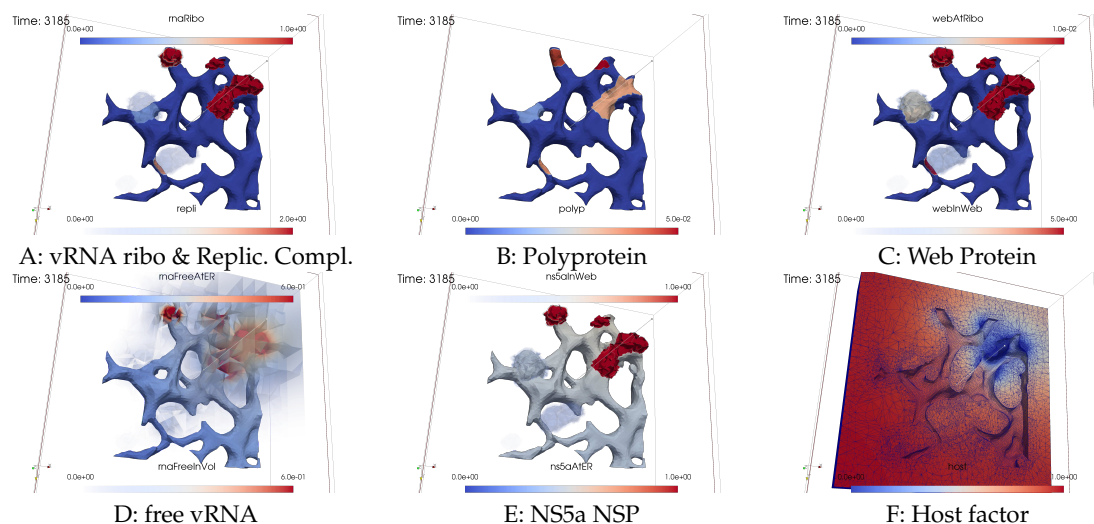 Time: 3185
rnaRibo
0.0e+00 1.0e+00
repli
0.0e+00 2.0e+00
A: vRNA ribo & Replic. Compl.
Time: 3185
polyp
0.0e+00 5.0e-02
B: Polyprotein
Time: 3185
webAtRibo
0.0e+00 1.0e-02
webInWeb
0.0e+00 5.0e+00
C: Web Protein
Time: 3185
rnaFreeAtER
0.0e+00 6.0e-01
rnaFreeInVol
0.0e+00 6.0e-01
D: free vRNA
Time: 3185
ns5aInWeb
0.0e+00 1.0e+00
ns5aAtER
0.0e+00 1.0e+00
E: NS5a NSP
Time: 3185
host
0.0e+00 1.0e+00
F: Host factor